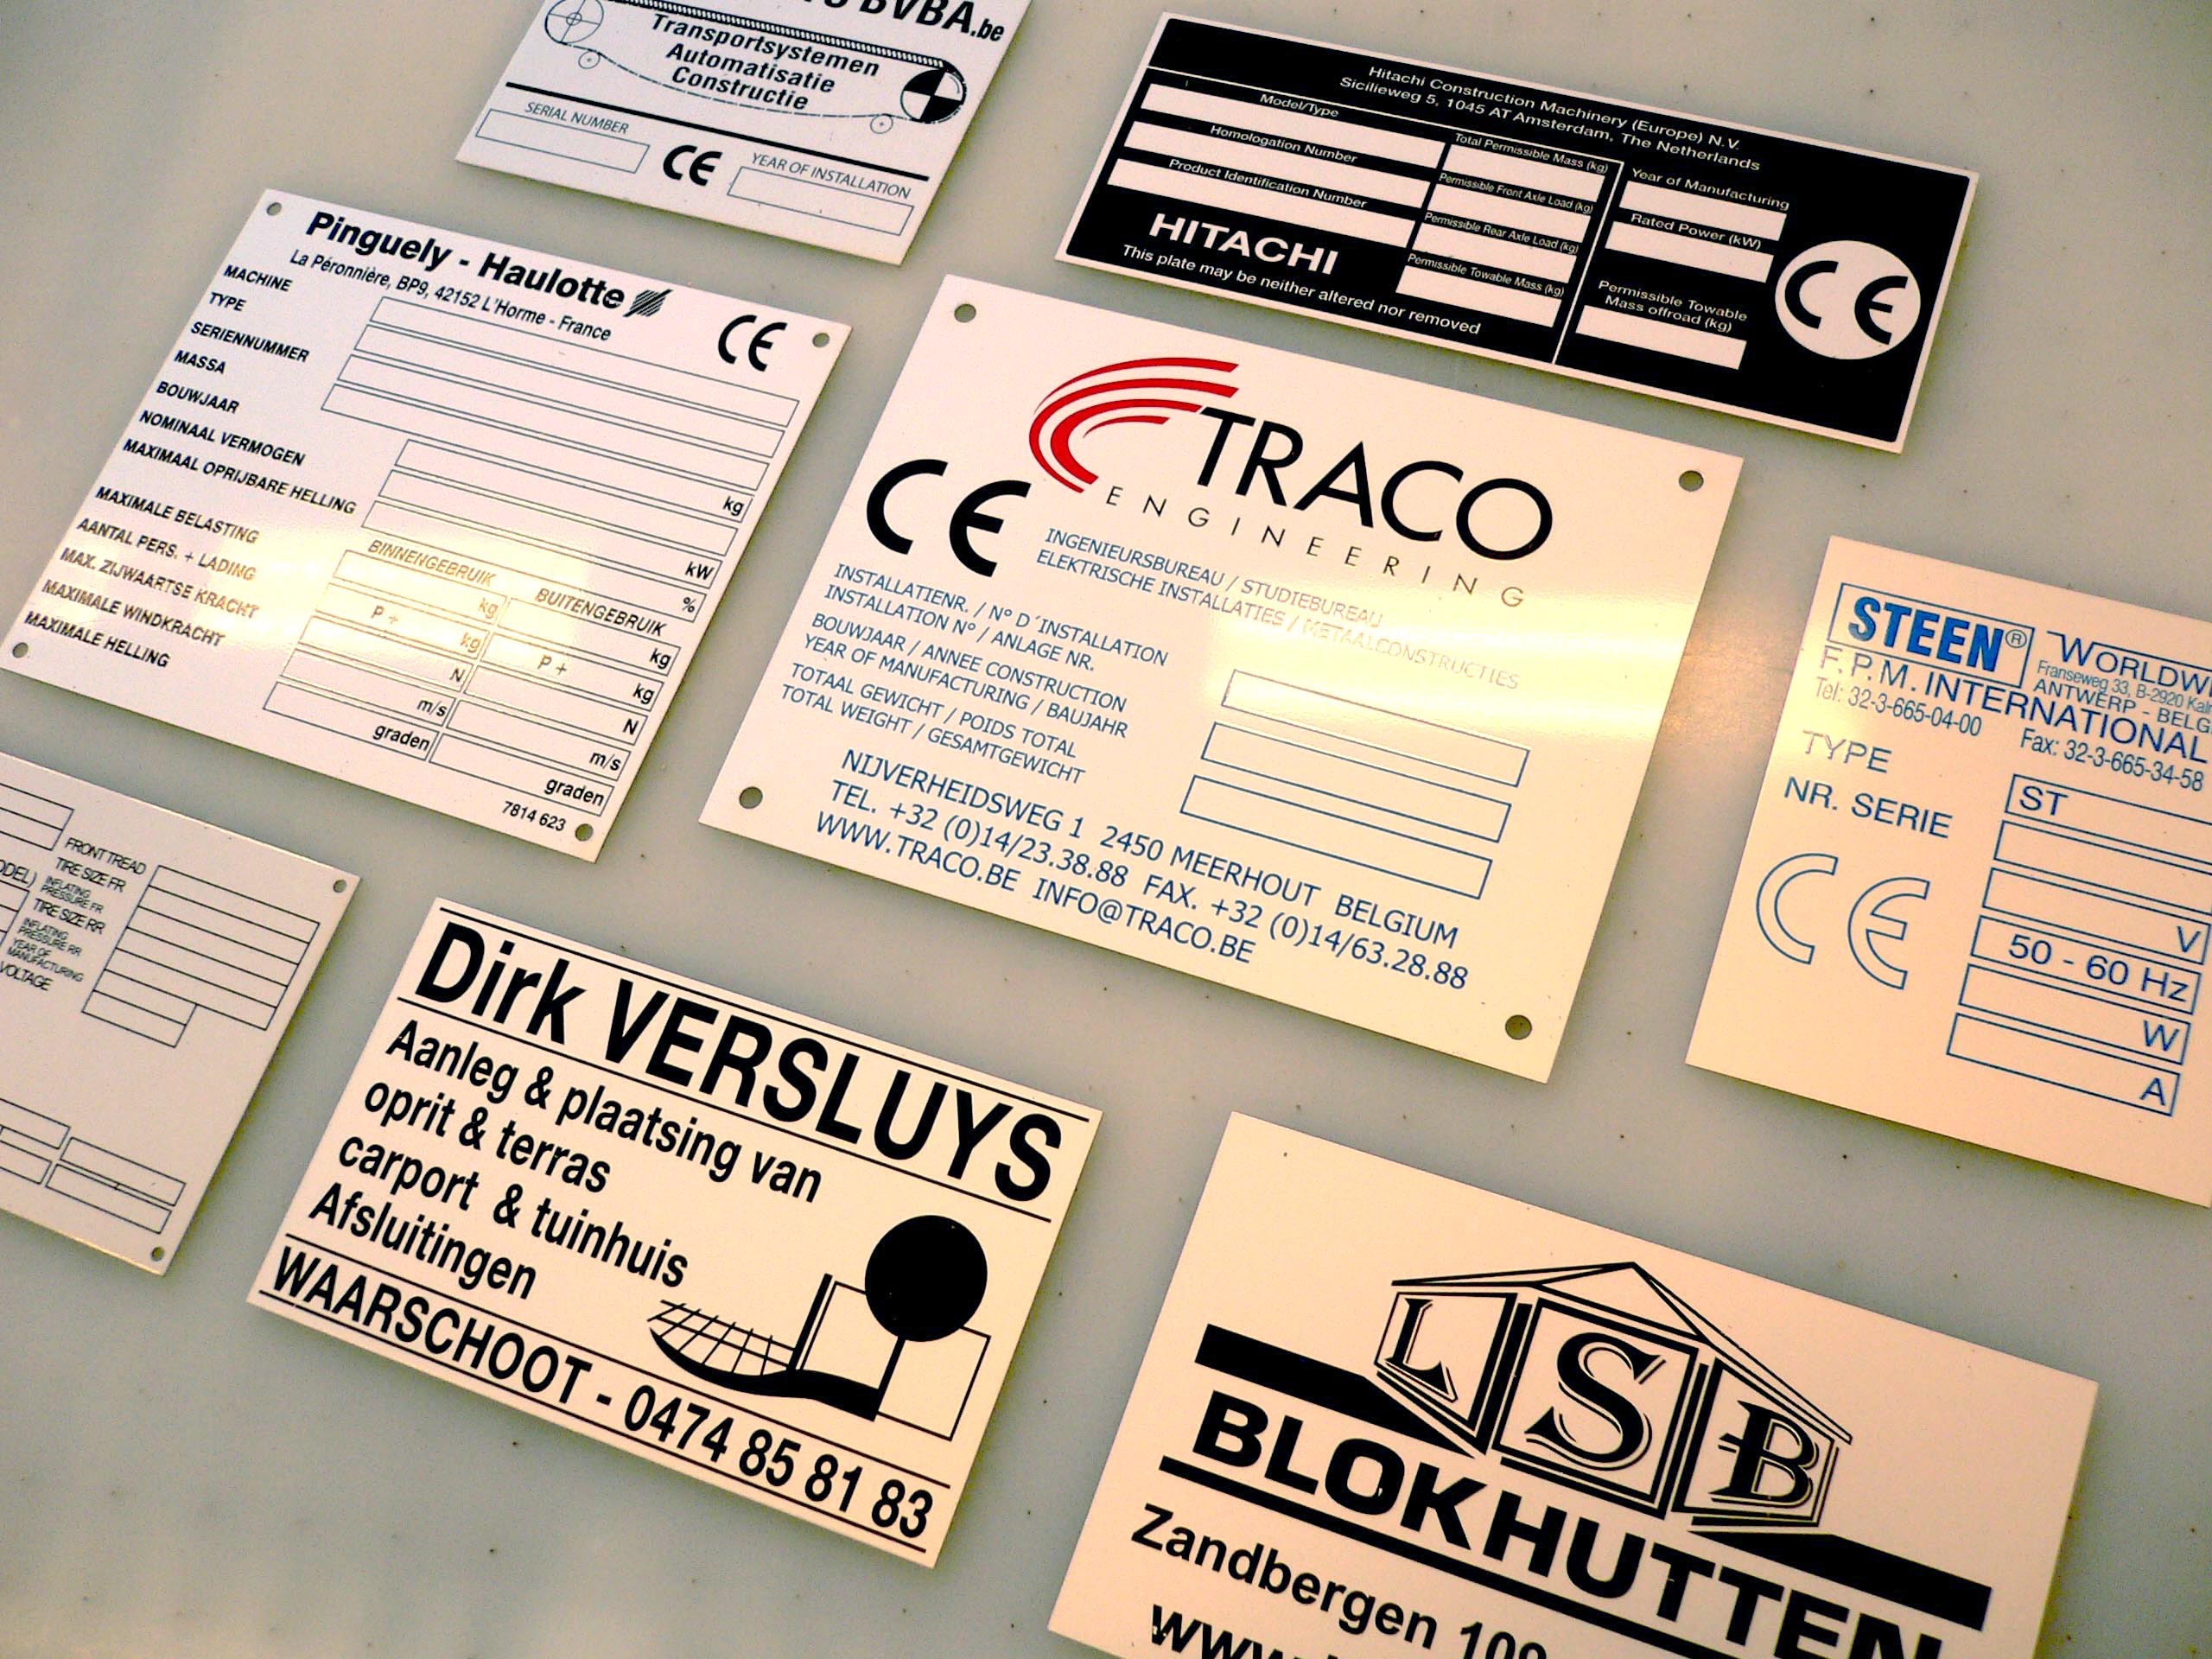 BVBA.be
Transportsystemen
Automatisatie
Constructie
SERIAL NUMBER
CE
YEAR OF INSTALLATION
Hitachi Construction Machinery (Europe) N.V.
Sicilieweg 5, 1045 AT Amsterdam, The Netherlands
Model/Type
Homologation Number
Product Identification Number
Total Permissible Mass (kg)
Permissible Front Axle Load (kg)
Permissible Rear Axle Load (kg)
Permissible Towable Mass (kg)
Year of Manufacturing
Rated Power (kW)
Permissible Towable
Mass offroad (kg)
CE
HITACHI
This plate may be neither altered nor removed
Pinguely - Haulotte
La Péronnière, BP9, 42152 L'Horme - France
CE
MACHINE
TYPE
SERIENNUMMER
MASSA
kg
BOUWJAAR
NOMINAAL VERMOGEN
kW
MAXIMAAL OPRIJBARE HELLING
%
BINNENGEBRUIK BUITENGEBRUIK
MAXIMALE BELASTING kg kg
AANTAL PERS. + LADING P + kg P + kg
MAX. ZIJWAARTSE KRACHT N N
MAXIMALE WINDKRACHT m/s m/s
MAXIMALE HELLING graden graden
7814 623
TRACO
ENGINEERING
CE
INGENIEURSBUREAU / STUDIEBUREAU
ELEKTRISCHE INSTALLATIES / METAALCONSTRUCTIES
INSTALLATIENR. / N° D'INSTALLATION
INSTALLATION N° / ANLAGE NR.
BOUWJAAR / ANNEE CONSTRUCTION
YEAR OF MANUFACTURING / BAUJAHR
TOTAAL GEWICHT / POIDS TOTAL
TOTAL WEIGHT / GESAMTGEWICHT
NIJVERHEIDSWEG 1 2450 MEERHOUT BELGIUM
TEL. +32 (0)14/23.38.88 FAX. +32 (0)14/63.28.88
WWW.TRACO.BE INFO@TRACO.BE
STEEN®
Franseweg 33, B-2920
ANTWERP -
F.P.M. INTERNATIONAL
Tel: 32-3-665-04-00 Fax: 32-3-665-34-58
TYPE ST
NR. SERIE
CE
V
50 - 60 Hz
W
A
FRONT TREAD
TIRE SIZE FR
INFLATING
PRESSURE FR
TIRE SIZE RR
INFLATING
PRESSURE RR
YEAR OF
MANUFACTURING
VOLTAGE
Dirk VERSLUYS
Aanleg & plaatsing van
oprit & terras
carport & tuinhuis
Afsluitingen
WAARSCHOOT - 0474 85 81 83
LSB
BLOKHUTTEN
Zandbergen
www.